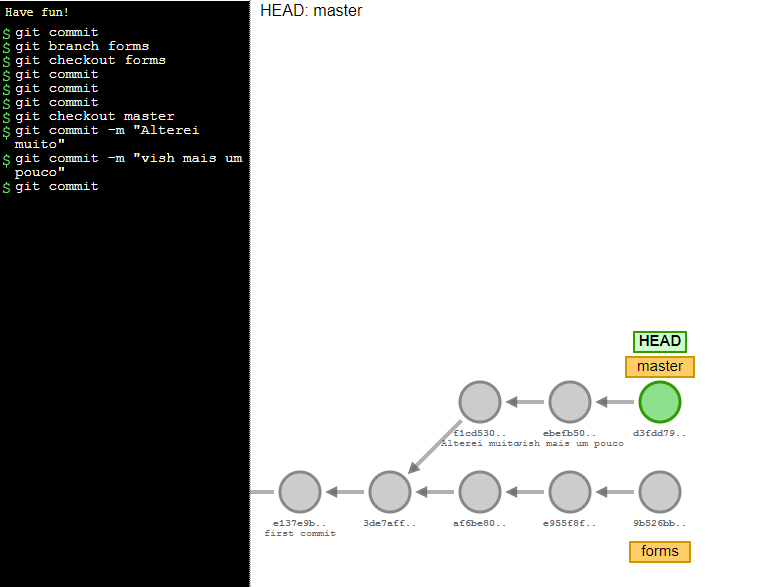 Have fun!
$ git commit
$ git branch forms
$ git checkout forms
$ git commit
$ git commit
$ git commit
$ git checkout master
$ git commit -m "Alterei
muito"
$ git commit -m "vish mais um
pouco"
$ git commit
HEAD: master
HEAD
master
f1cd530..
ebefb50..
d3fdd79..
Alterei muito
vish mais um pouco
e137e9b..
3de7aff..
af6be80..
e955f8f..
9b526bb..
first commit
forms